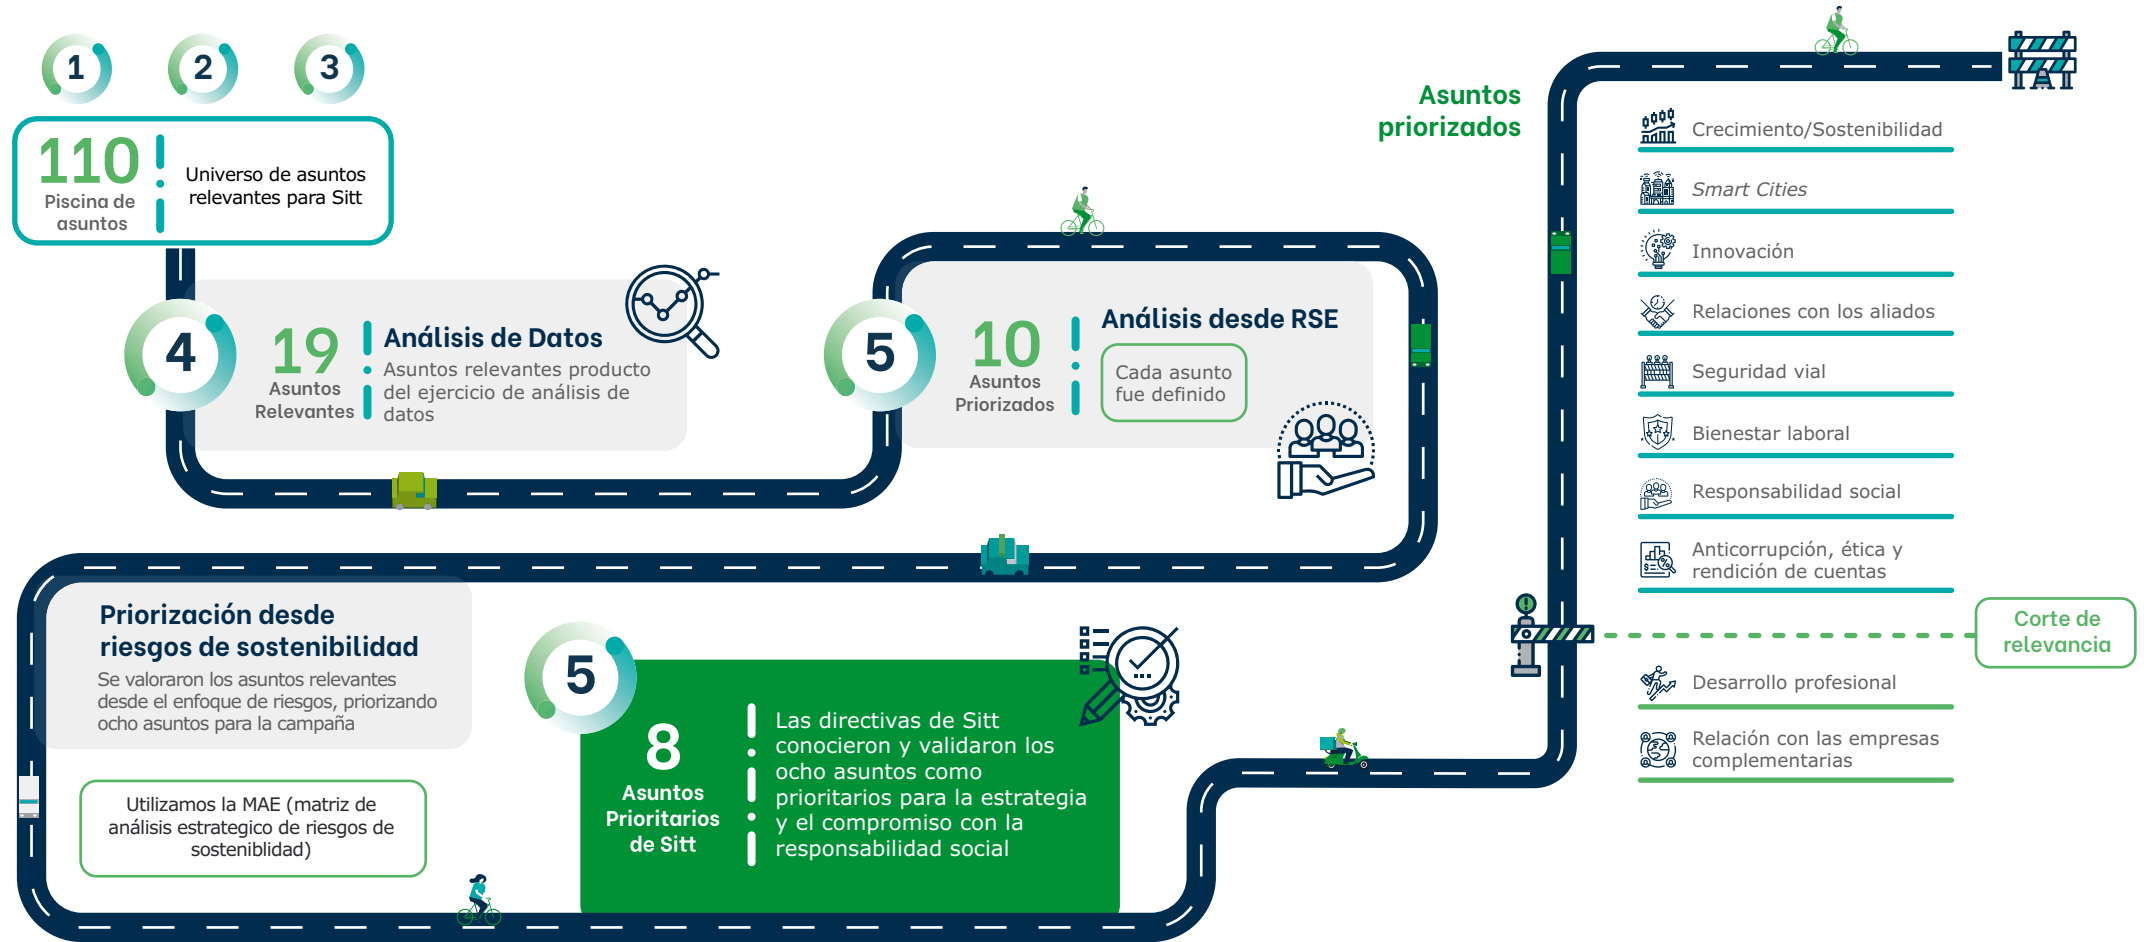 1
2
3
110
Piscina de
asuntos
Universo de asuntos
relevantes para Sitt
4
19
Asuntos
Relevantes
Análisis de Datos
Asuntos relevantes producto
del ejercicio de análisis de
datos
5
10
Asuntos
Priorizados
Análisis desde RSE
Cada asunto
fue definido
Priorización desde
riesgos de sostenibilidad
Se valoraron los asuntos relevantes
desde el enfoque de riesgos, priorizando
ocho asuntos para la campaña
Utilizamos la MAE (matriz de
análisis estrategico de riesgos de
sosteniblidad)
5
8
Asuntos
Prioritarios
de Sitt
Las directivas de Sitt
conocieron y validaron los
ocho asuntos como
prioritarios para la estrategia
y el compromiso con la
responsabilidad social
Asuntos
priorizados
Crecimiento/Sostenibilidad
Smart Cities
Innovación
Relaciones con los aliados
Seguridad vial
Bienestar laboral
Responsabilidad social
Anticorrupción, ética y
rendición de cuentas
Corte de
relevancia
Desarrollo profesional
Relación con las empresas
complementarias